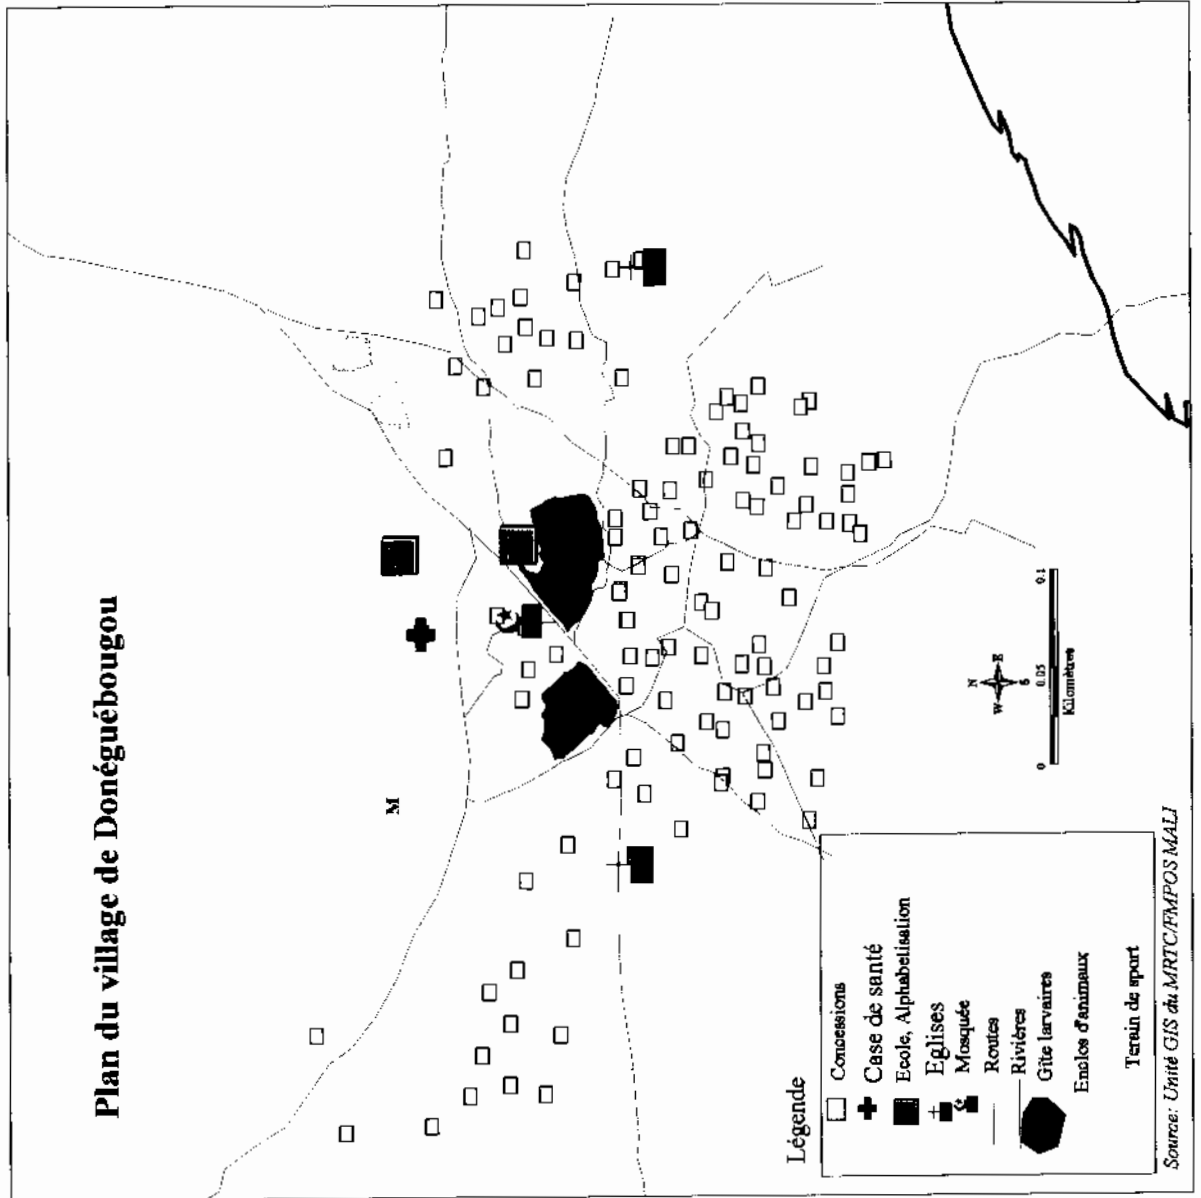 Plan du village de Donéguébougou
M
N
W E
S
0 0.05 0.1
Kilomètres
Légende
Concessions
Case de santé
Ecole, Alphabetisation
Eglises
Mosquée
Routes
Rivières
Gîte larvaires
Enclos d'animaux
Terrain de sport
Source: Unité GIS du MRTC/FMPOS MALI